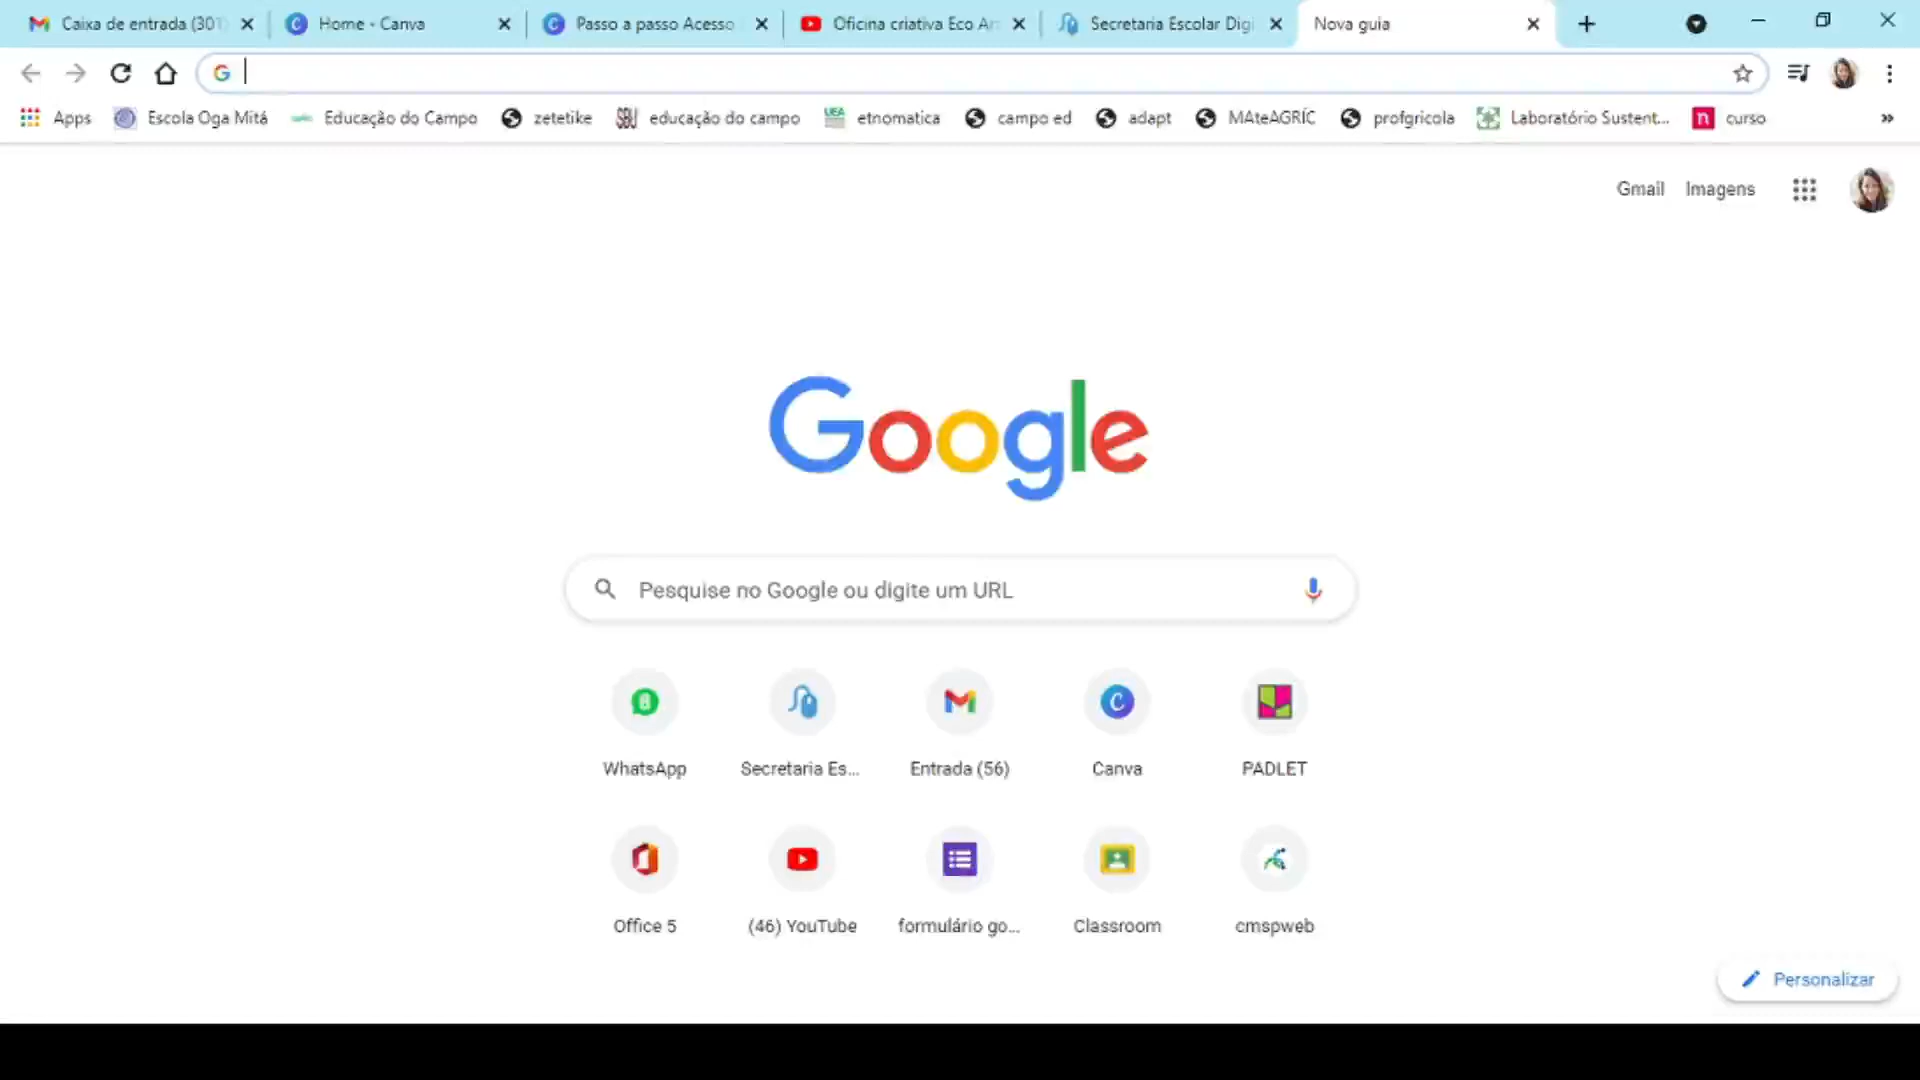 Caixa de entrada (301)
Home - Canva
Passo a passo Acesso
Oficina criativa Eco Ar
Secretaria Escolar Digi
Nova guia
Apps
Escola Oga Mitá
Educação do Campo
zetetike
educação do campo
etnomatica
campo ed
adapt
MAteAGRÍC
profgricola
Laboratório Sustent...
curso
Gmail
Imagens
Google
Pesquise no Google ou digite um URL
WhatsApp
Secretaria Es...
Entrada (56)
Canva
PADLET
Office 5
(46) YouTube
formulário go...
Classroom
cmspweb
Personalizar